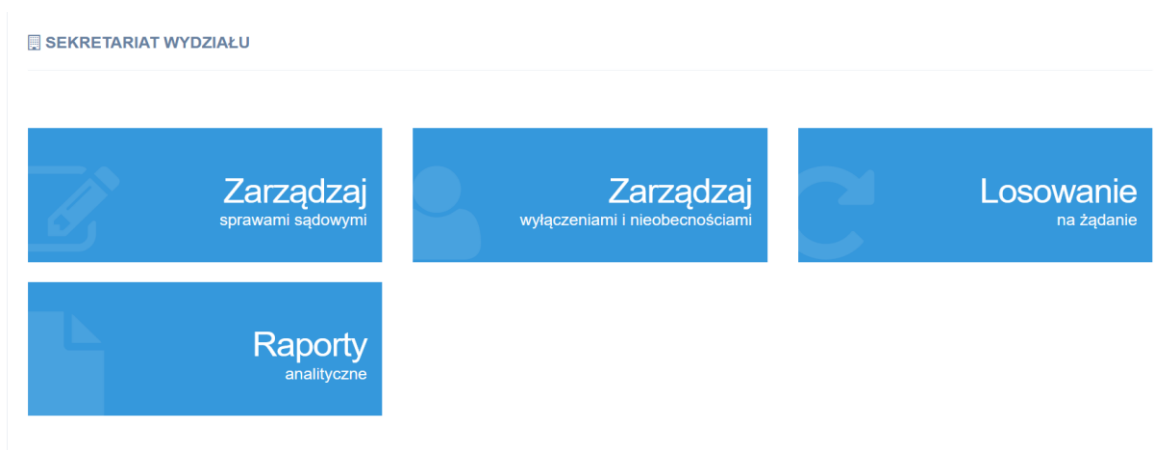 SEKRETARIAT WYDZIAŁU
Zarządzaj
sprawami sądowymi
Zarządzaj
wyłączeniami i nieobecnościami
Losowanie
na żądanie
Raporty
analityczne